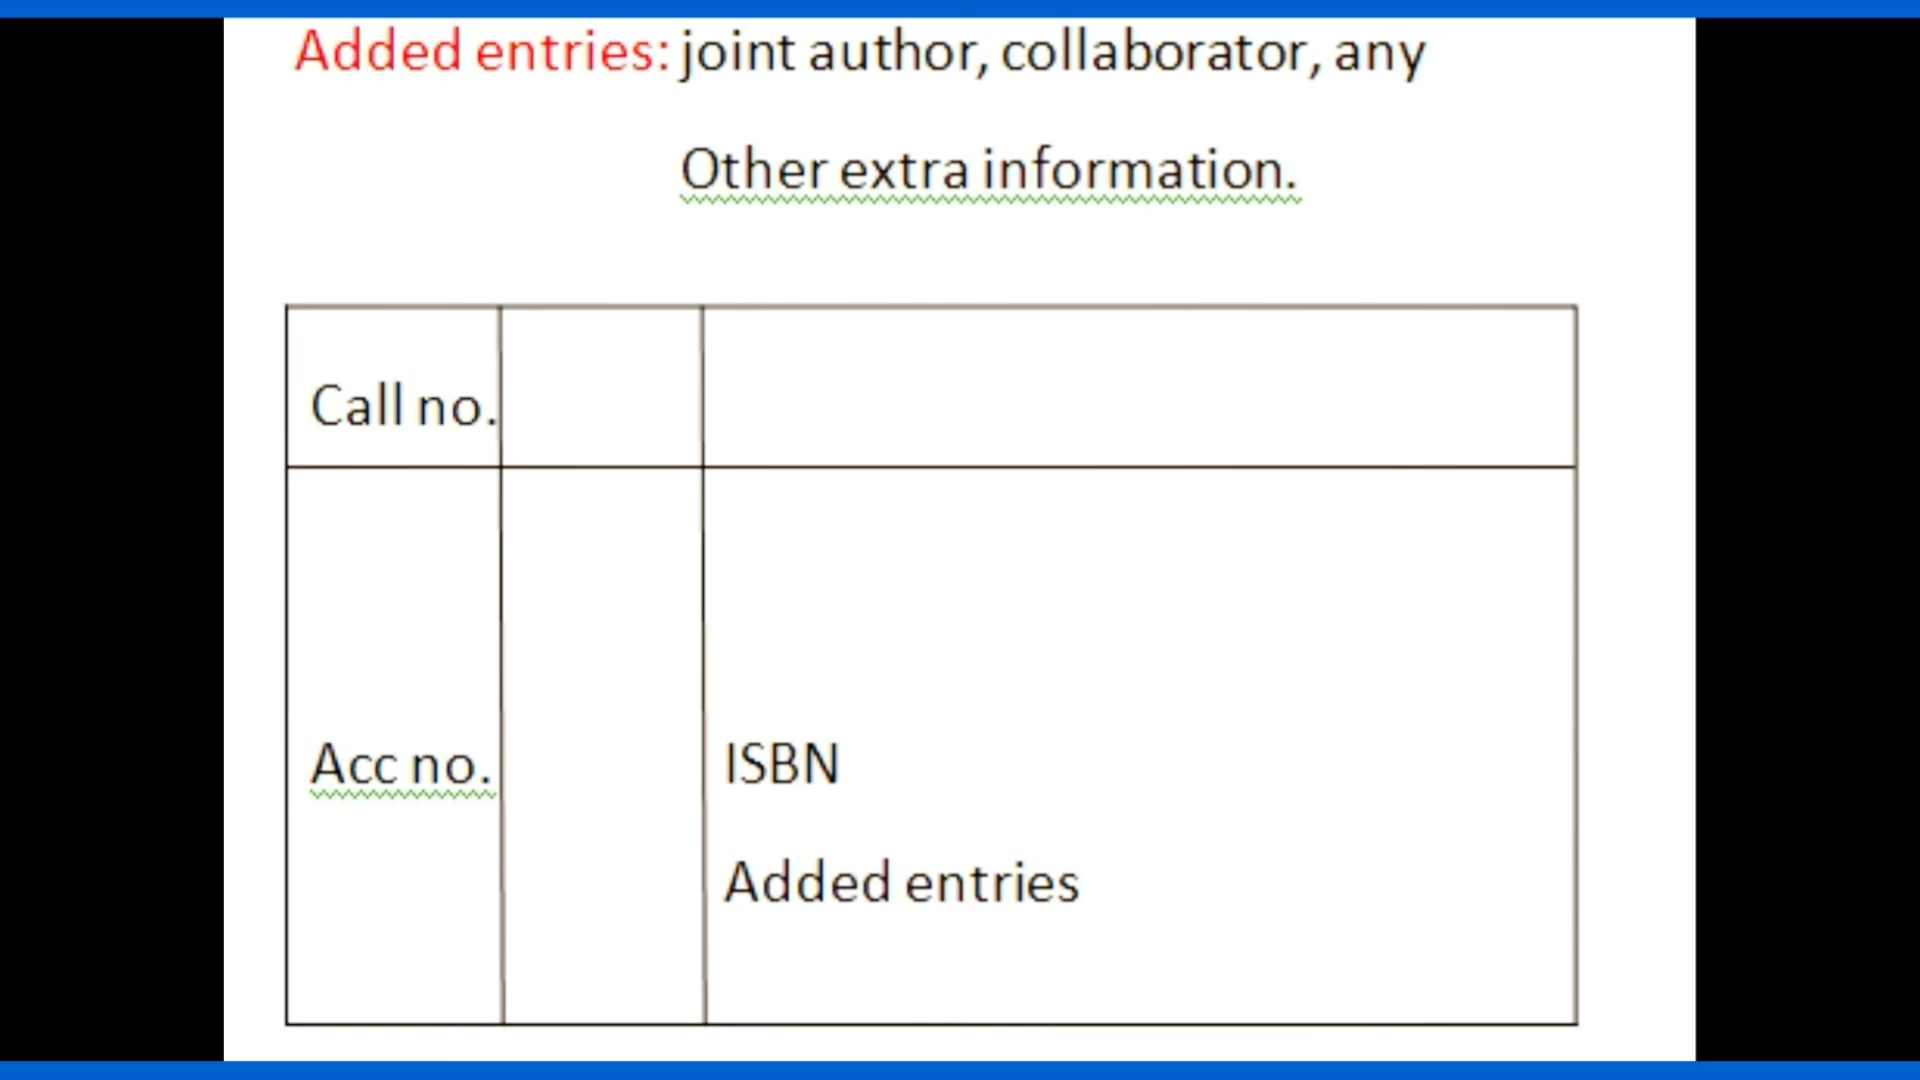 Added entries: joint author, collaborator, any
Other extra information.
Call no.
Acc no.
ISBN
Added entries